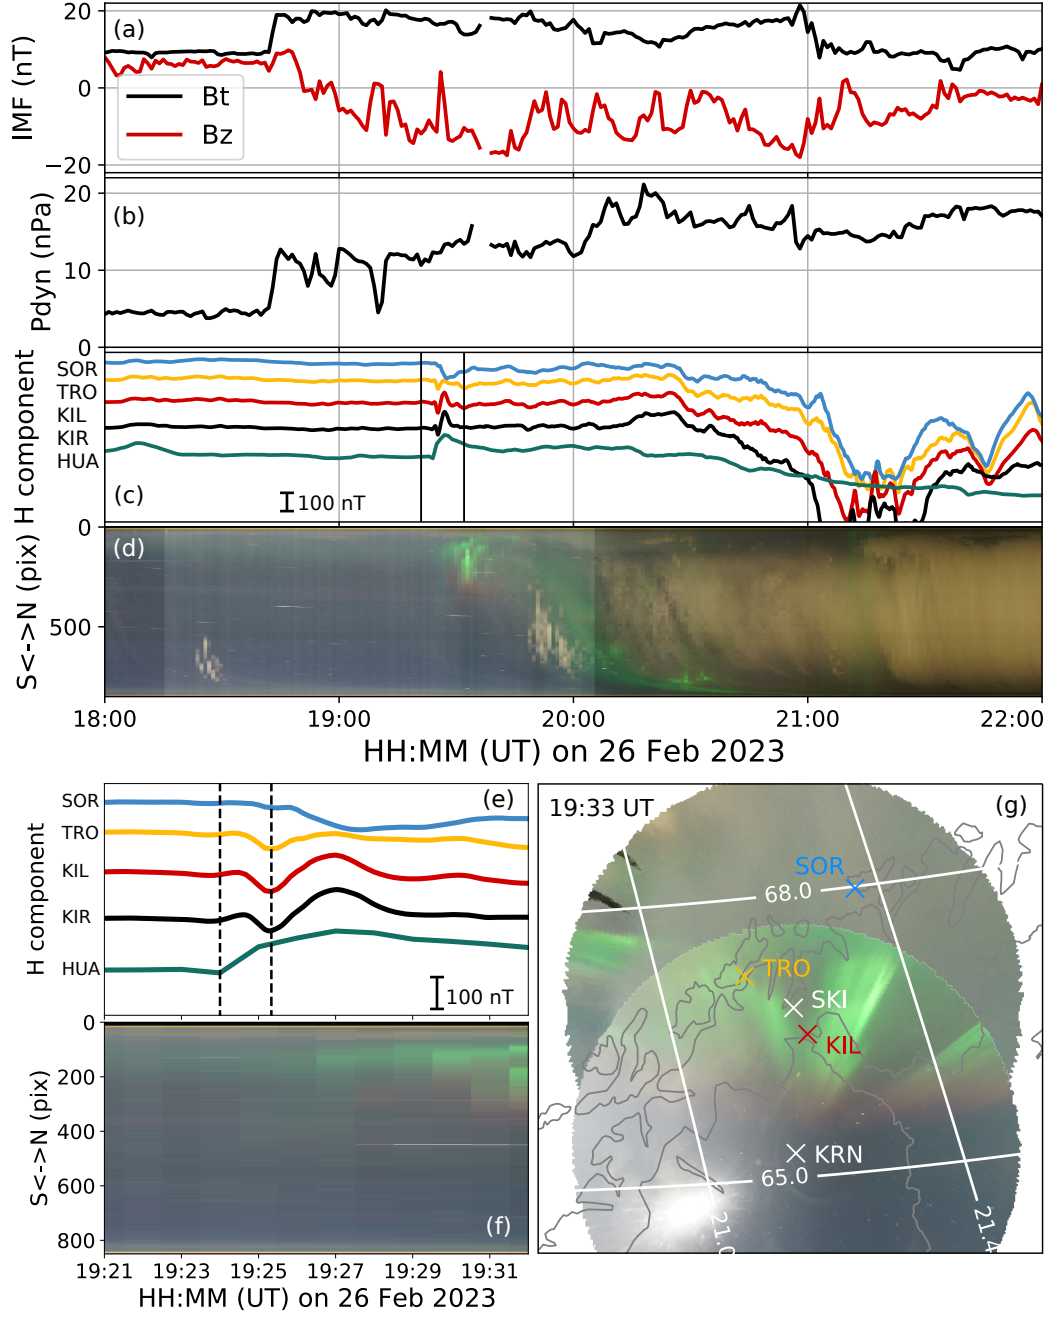 IMF (nT)
20
0
−20
(a)
Bt
Bz
Pdyn (nPa)
20
10
0
(b)
H component
SOR
TRO
KIL
KIR
HUA
(c)
100 nT
S<->N (pix)
0
500
(d)
18:00 19:00 20:00 21:00 22:00
HH:MM (UT) on 26 Feb 2023
H component
SOR
TRO
KIL
KIR
HUA
(e)
100 nT
S<->N (pix)
0
200
400
600
800
(f)
19:21 19:23 19:25 19:27 19:29 19:31
HH:MM (UT) on 26 Feb 2023
19:33 UT
(g)
SOR
68.0
TRO
SKI
KIL
KRN
65.0
21.0
21.4